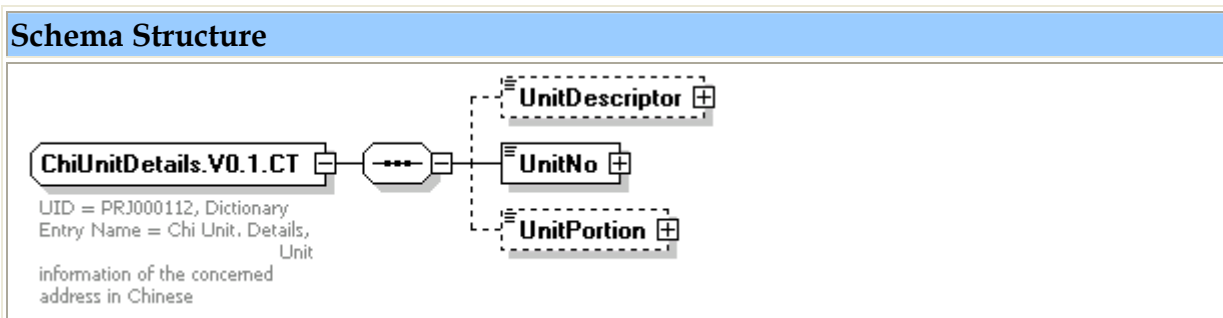 Schema Structure
UnitDescriptor
ChiUnitDetails.V0.1.CT
UnitNo
UnitPortion
UID = PRJ000112, Dictionary
Entry Name = Chi Unit. Details,
Unit
information of the concerned
address in Chinese